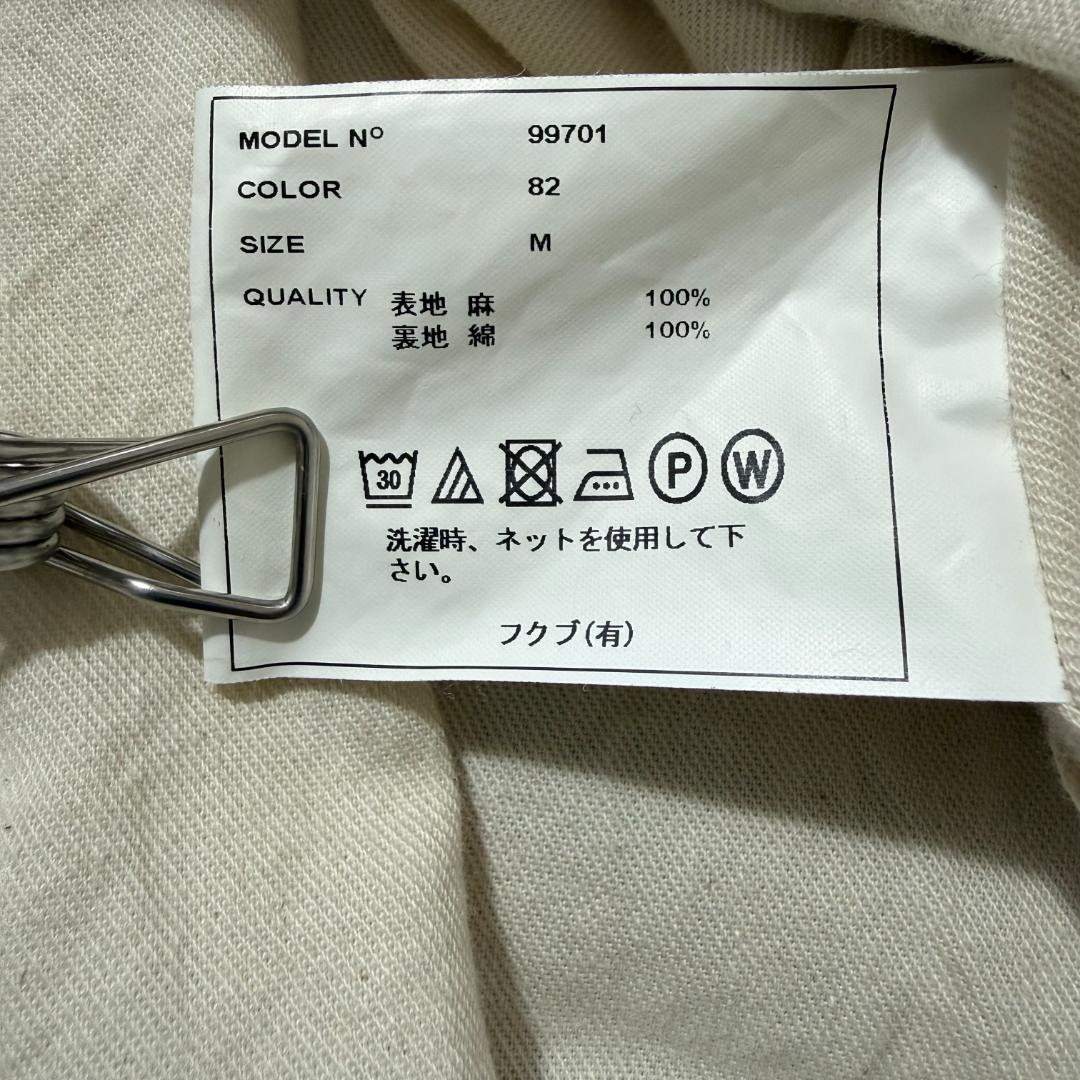 MODEL N° 99701
COLOR 82
SIZE M
QUALITY 表地 麻 100%
裏地 綿 100%
30 P W
洗濯時、ネットを使用して下
さい。
フクブ(有)